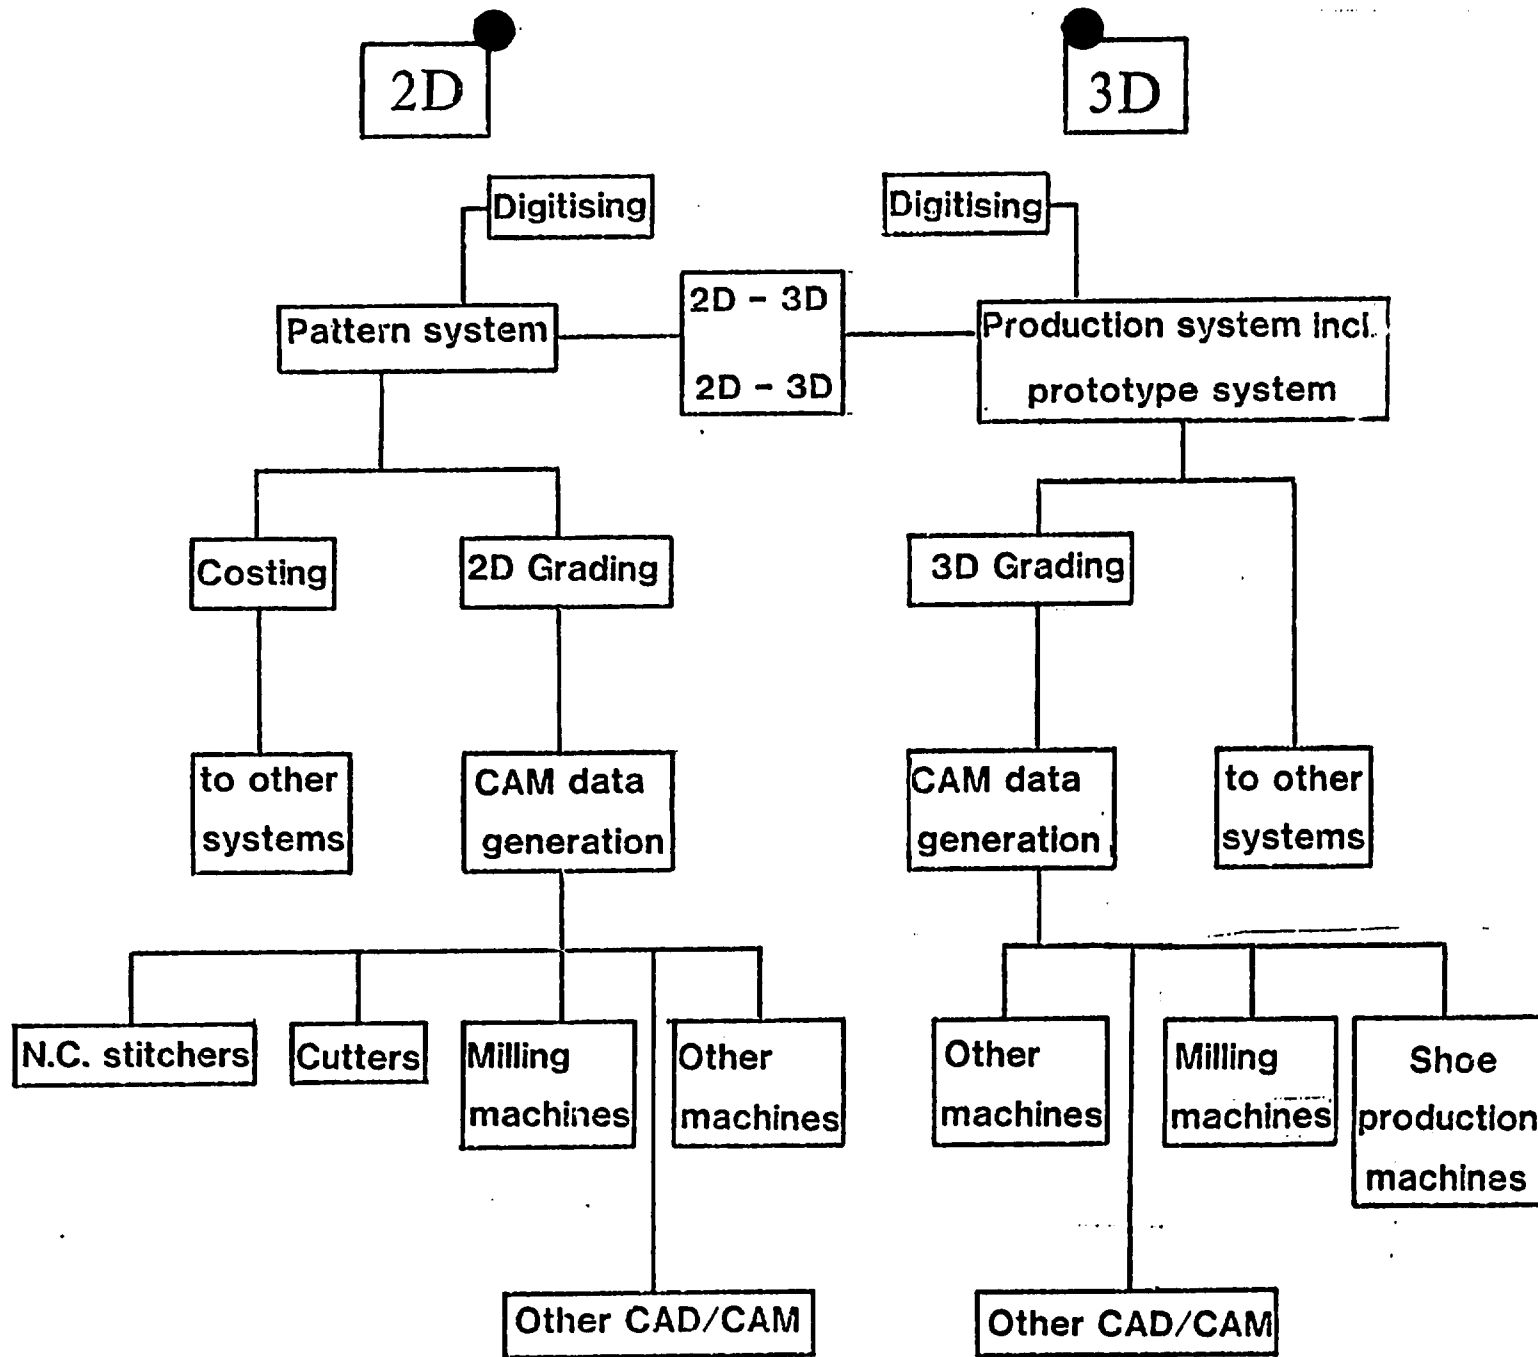 2D
3D
Digitising
Digitising
2D - 3D
2D - 3D
Pattern system
Production system incl.
prototype system
Costing
2D Grading
3D Grading
to other
systems
CAM data
generation
CAM data
generation
to other
systems
N.C. stitchers
Cutters
Milling
machines
Other
machines
Other
machines
Milling
machines
Shoe
production
machines
Other CAD/CAM
Other CAD/CAM